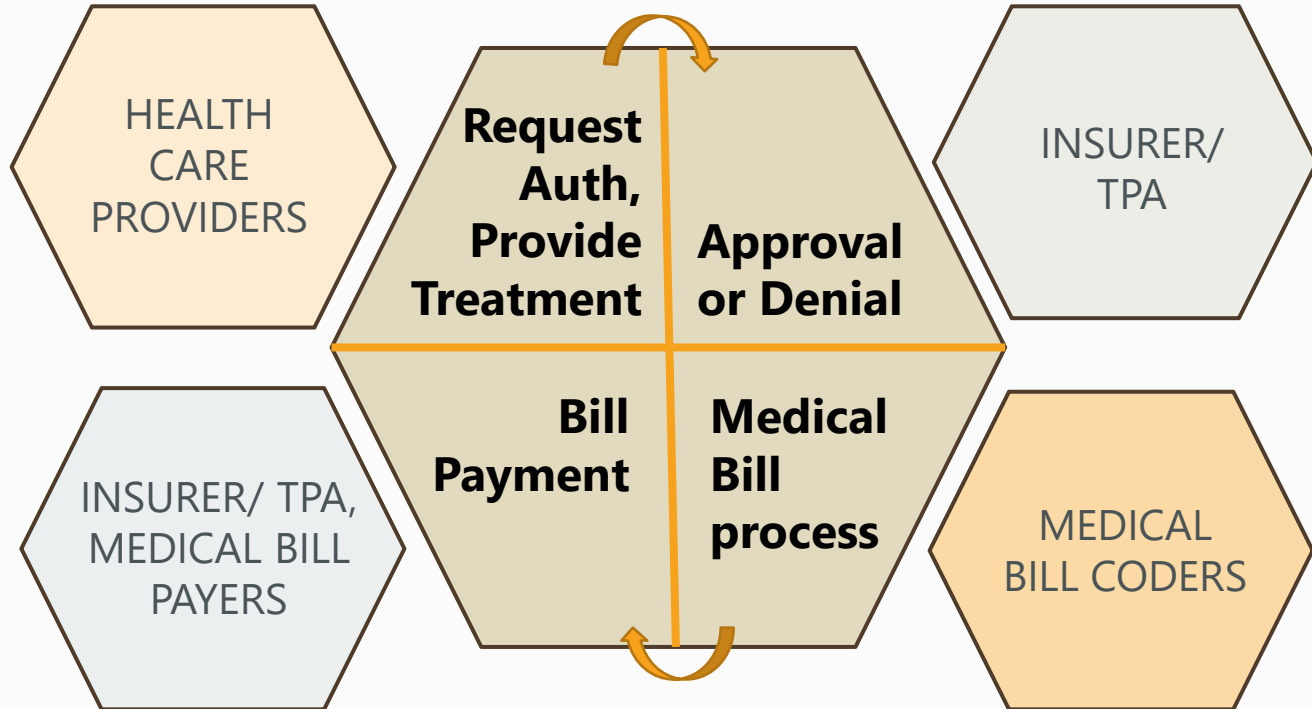 HEALTH
CARE
PROVIDERS
Request
Auth,
Provide
Treatment
Approval
or Denial
INSURER/
TPA
INSURER/ TPA,
MEDICAL BILL
PAYERS
Bill
Payment
Medical
Bill
process
MEDICAL
BILL CODERS